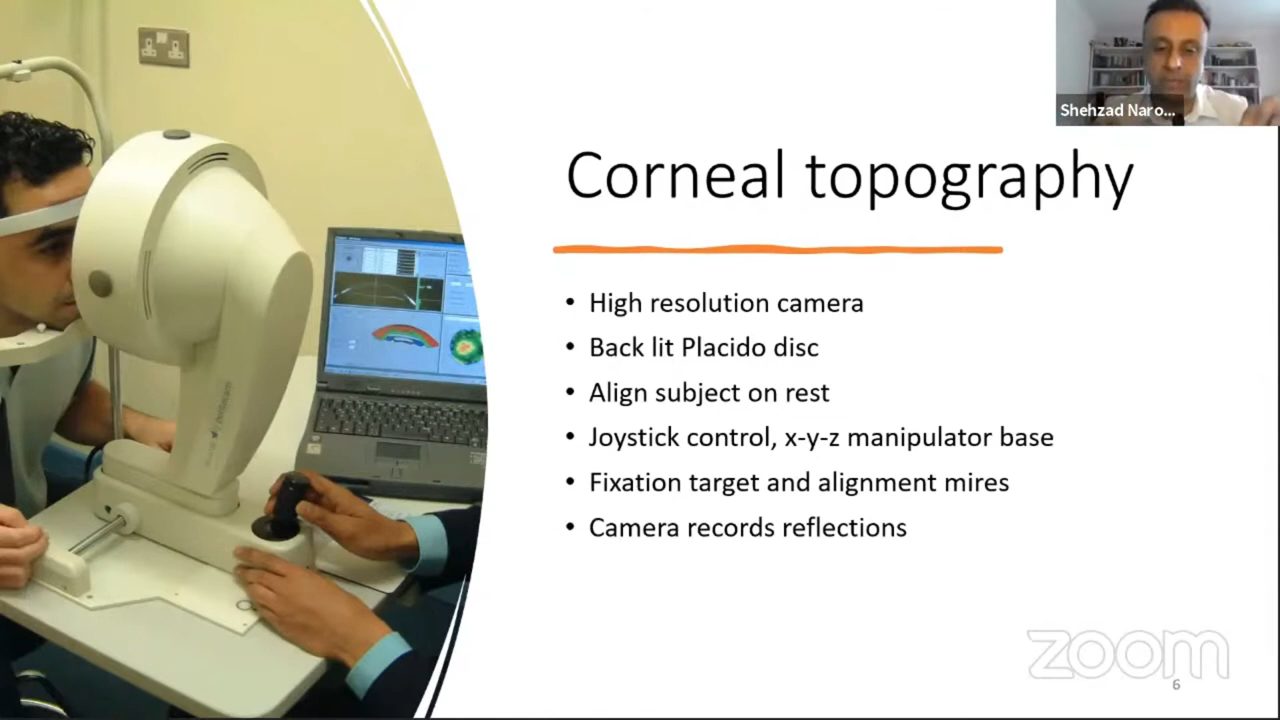 Shehzad Naro...
Corneal topography
• High resolution camera
• Back lit Placido disc
• Align subject on rest
• Joystick control, x-y-z manipulator base
• Fixation target and alignment mires
• Camera records reflections
zoom
6